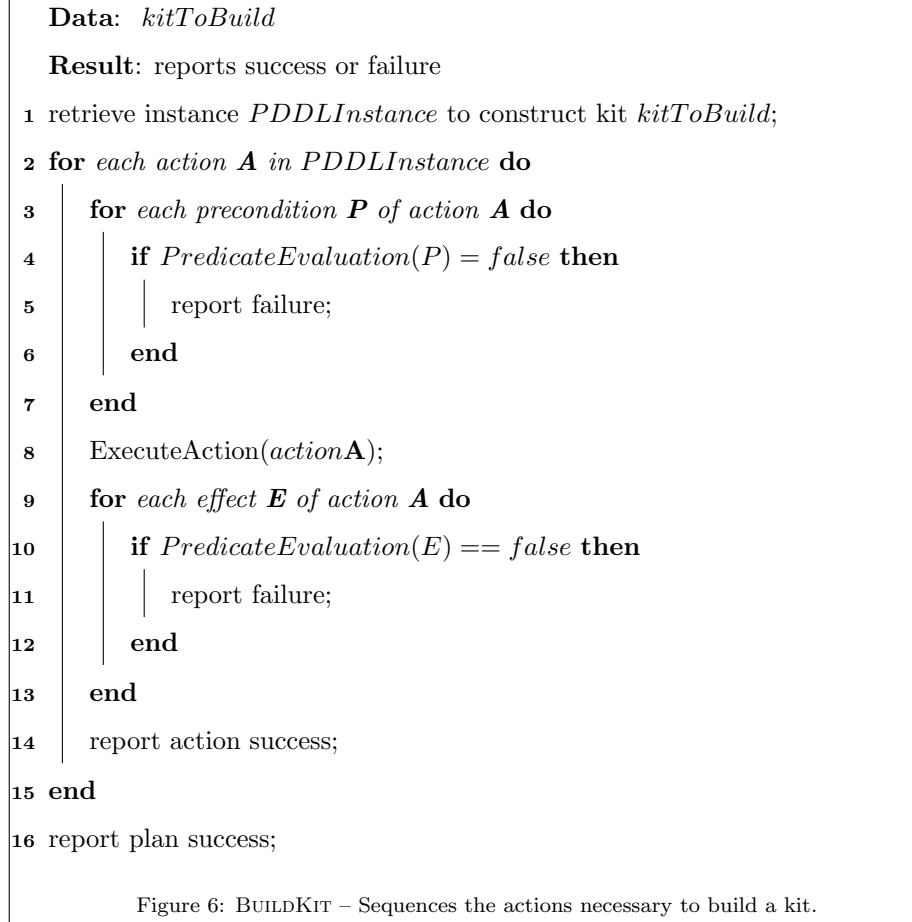 Data: kitToBuild
Result: reports success or failure
1 retrieve instance PDDLInstance to construct kit kitToBuild;
2 for each action A in PDDLInstance do
3 for each precondition P of action A do
4 if PredicateEvaluation(P) = false then
5 report failure;
6 end
7 end
8 ExecuteAction(actionA);
9 for each effect E of action A do
10 if PredicateEvaluation(E) == false then
11 report failure;
12 end
13 end
14 report action success;
15 end
16 report plan success;
Figure 6: BUILDKIT – Sequences the actions necessary to build a kit.